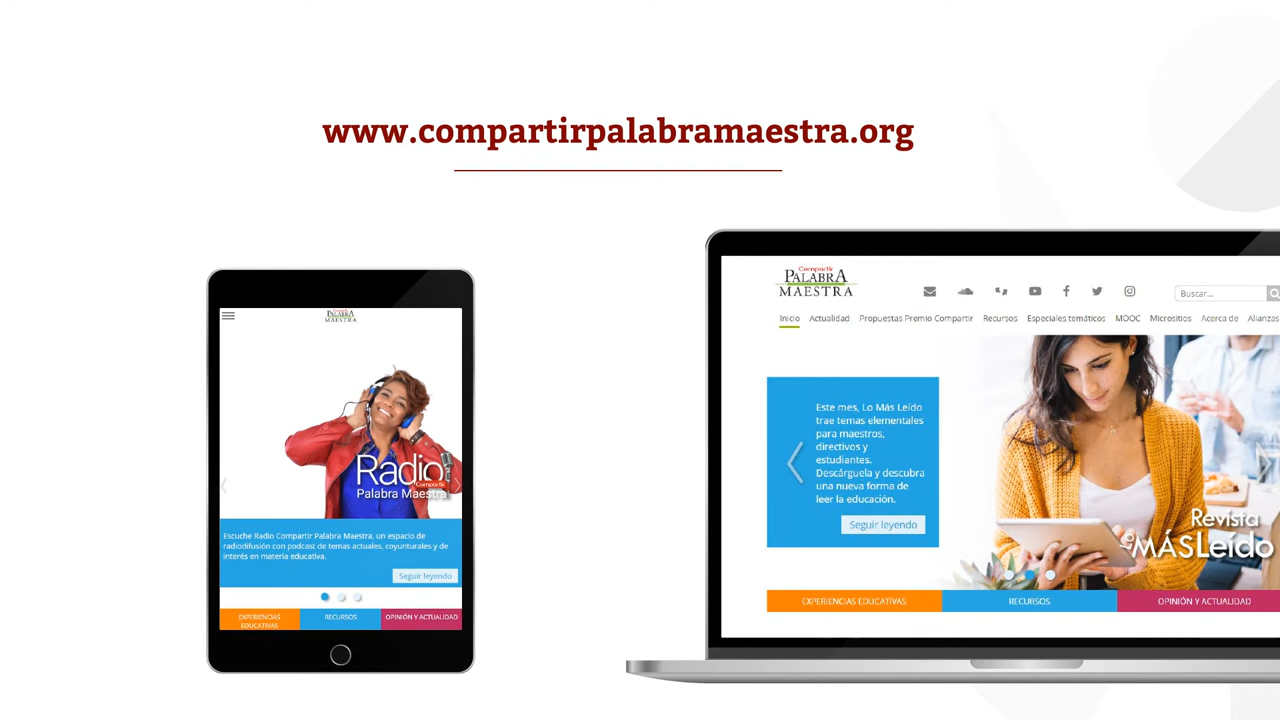 www.compartirpalabramaestra.org
Compartir
PALABRA
MAESTRA
Radio
Compartir
Palabra Maestra
Escuche Radio Compartir Palabra Maestra, un espacio de
radiodifusión con podcast de temas actuales, coyunturales y de
interés en materia educativa.
Seguir leyendo
EXPERIENCIAS
EDUCATIVAS
RECURSOS
OPINIÓN Y ACTUALIDAD
Compartir
PALABRA
MAESTRA
Buscar...
Inicio Actualidad Propuestas Premio Compartir Recursos Especiales temáticos MOOC Micrositios Acerca de Alianzas
Este mes, Lo Más Leído
trae temas elementales
para maestros,
directivos y
estudiantes.
Descárguela y descubra
una nueva forma de
leer la educación.
Seguir leyendo
Revista
lo MÁSLeído
EXPERIENCIAS EDUCATIVAS
RECURSOS
OPINIÓN Y ACTUALIDAD